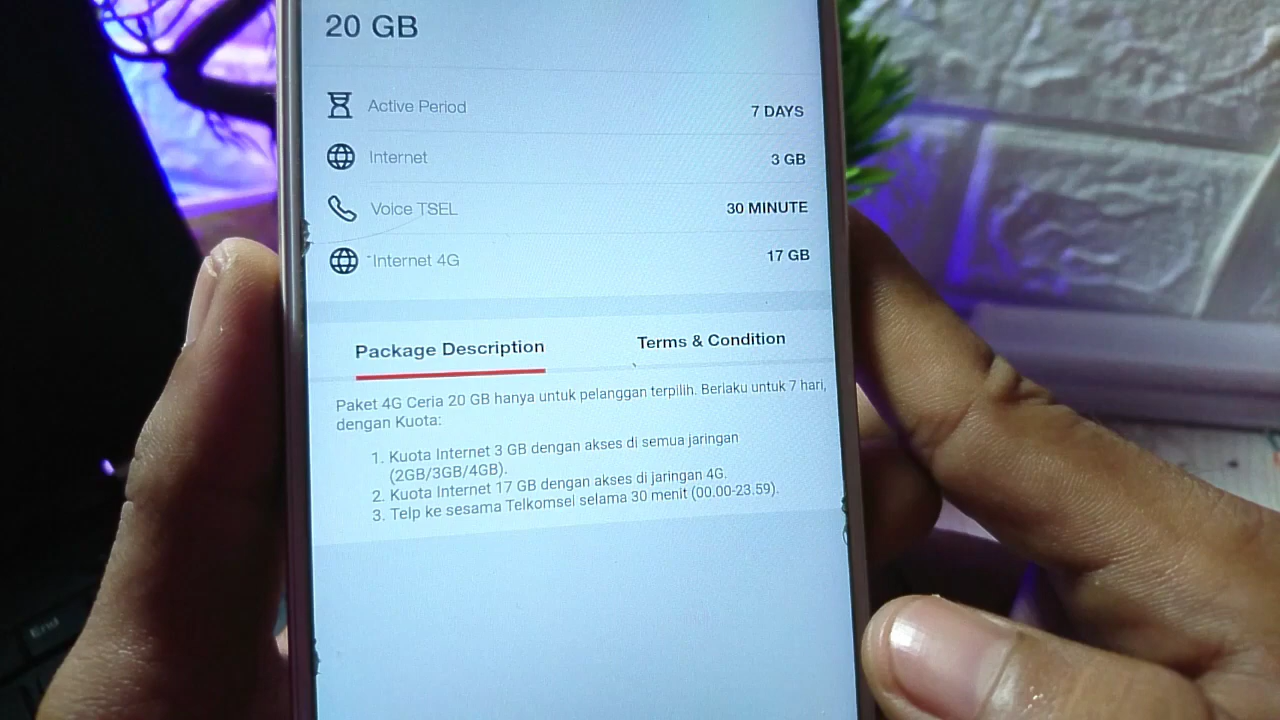 20 GB
Active Period 7 DAYS
Internet 3 GB
Voice TSEL 30 MINUTE
Internet 4G 17 GB
Package Description Terms & Condition
Paket 4G Ceria 20 GB hanya untuk pelanggan terpilih. Berlaku untuk 7 hari,
dengan Kuota:
1. Kuota Internet 3 GB dengan akses di semua jaringan
(2GB/3GB/4GB).
2. Kuota Internet 17 GB dengan akses di jaringan 4G.
3. Telp ke sesama Telkomsel selama 30 menit (00.00-23.59).
End